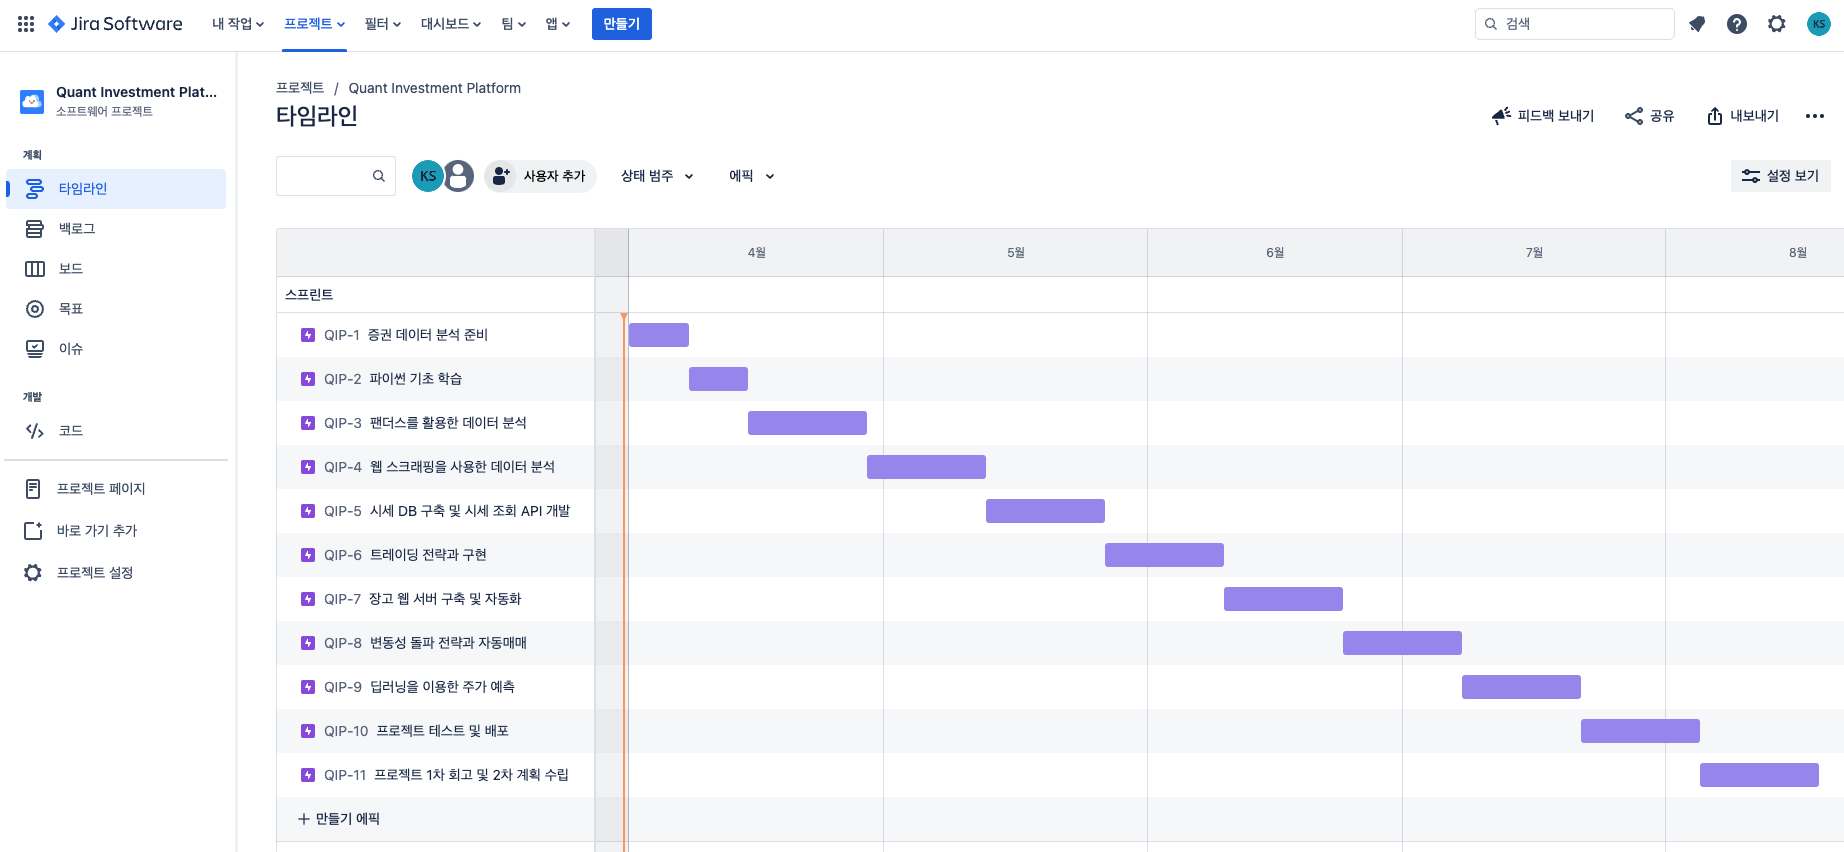 Jira Software 내 작업 프로젝트 필터 대시보드 팀 앱 만들기 검색 KS
Quant Investment Plat...
소프트웨어 프로젝트
계획
타임라인
백로그
보드
목표
이슈
개발
코드
프로젝트 페이지
바로 가기 추가
프로젝트 설정
프로젝트 / Quant Investment Platform
타임라인
피드백 보내기 공유 내보내기
KS 사용자 추가 상태 범주 에픽 설정 보기
4월 5월 6월 7월 8월
스프린트
QIP-1 증권 데이터 분석 준비
QIP-2 파이썬 기초 학습
QIP-3 팬더스를 활용한 데이터 분석
QIP-4 웹 스크래핑을 사용한 데이터 분석
QIP-5 시세 DB 구축 및 시세 조회 API 개발
QIP-6 트레이딩 전략과 구현
QIP-7 장고 웹 서버 구축 및 자동화
QIP-8 변동성 돌파 전략과 자동매매
QIP-9 딥러닝을 이용한 주가 예측
QIP-10 프로젝트 테스트 및 배포
QIP-11 프로젝트 1차 회고 및 2차 계획 수립
만들기 에픽